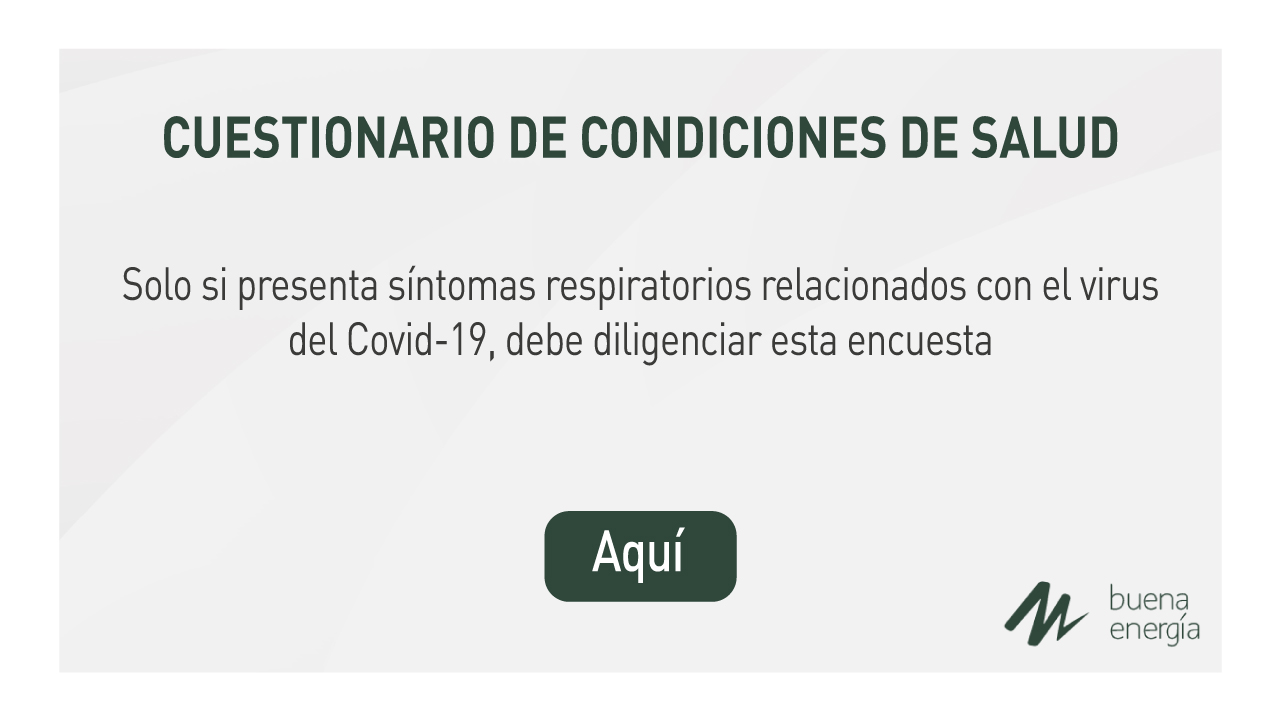 CUESTIONARIO DE CONDICIONES DE SALUD
Solo si presenta síntomas respiratorios relacionados con el virus
del Covid-19, debe diligenciar esta encuesta
Aquí
buena
energía